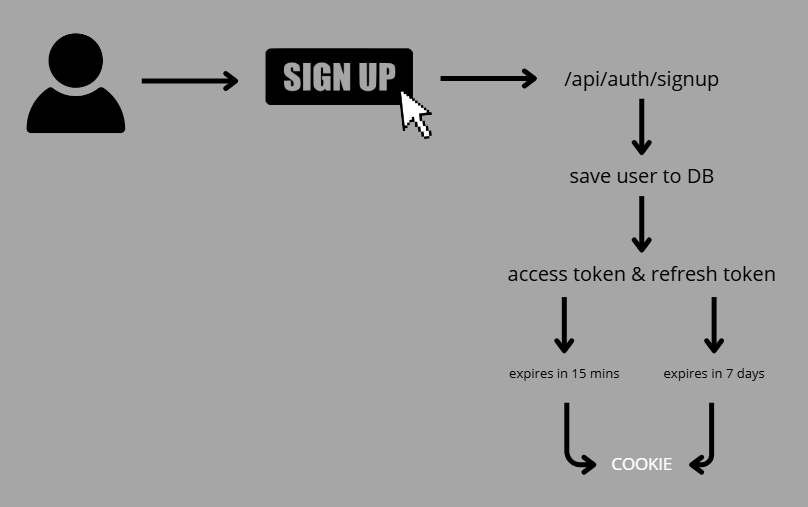 SIGN UP
/api/auth/signup
save user to DB
access token & refresh token
expires in 15 mins
expires in 7 days
COOKIE